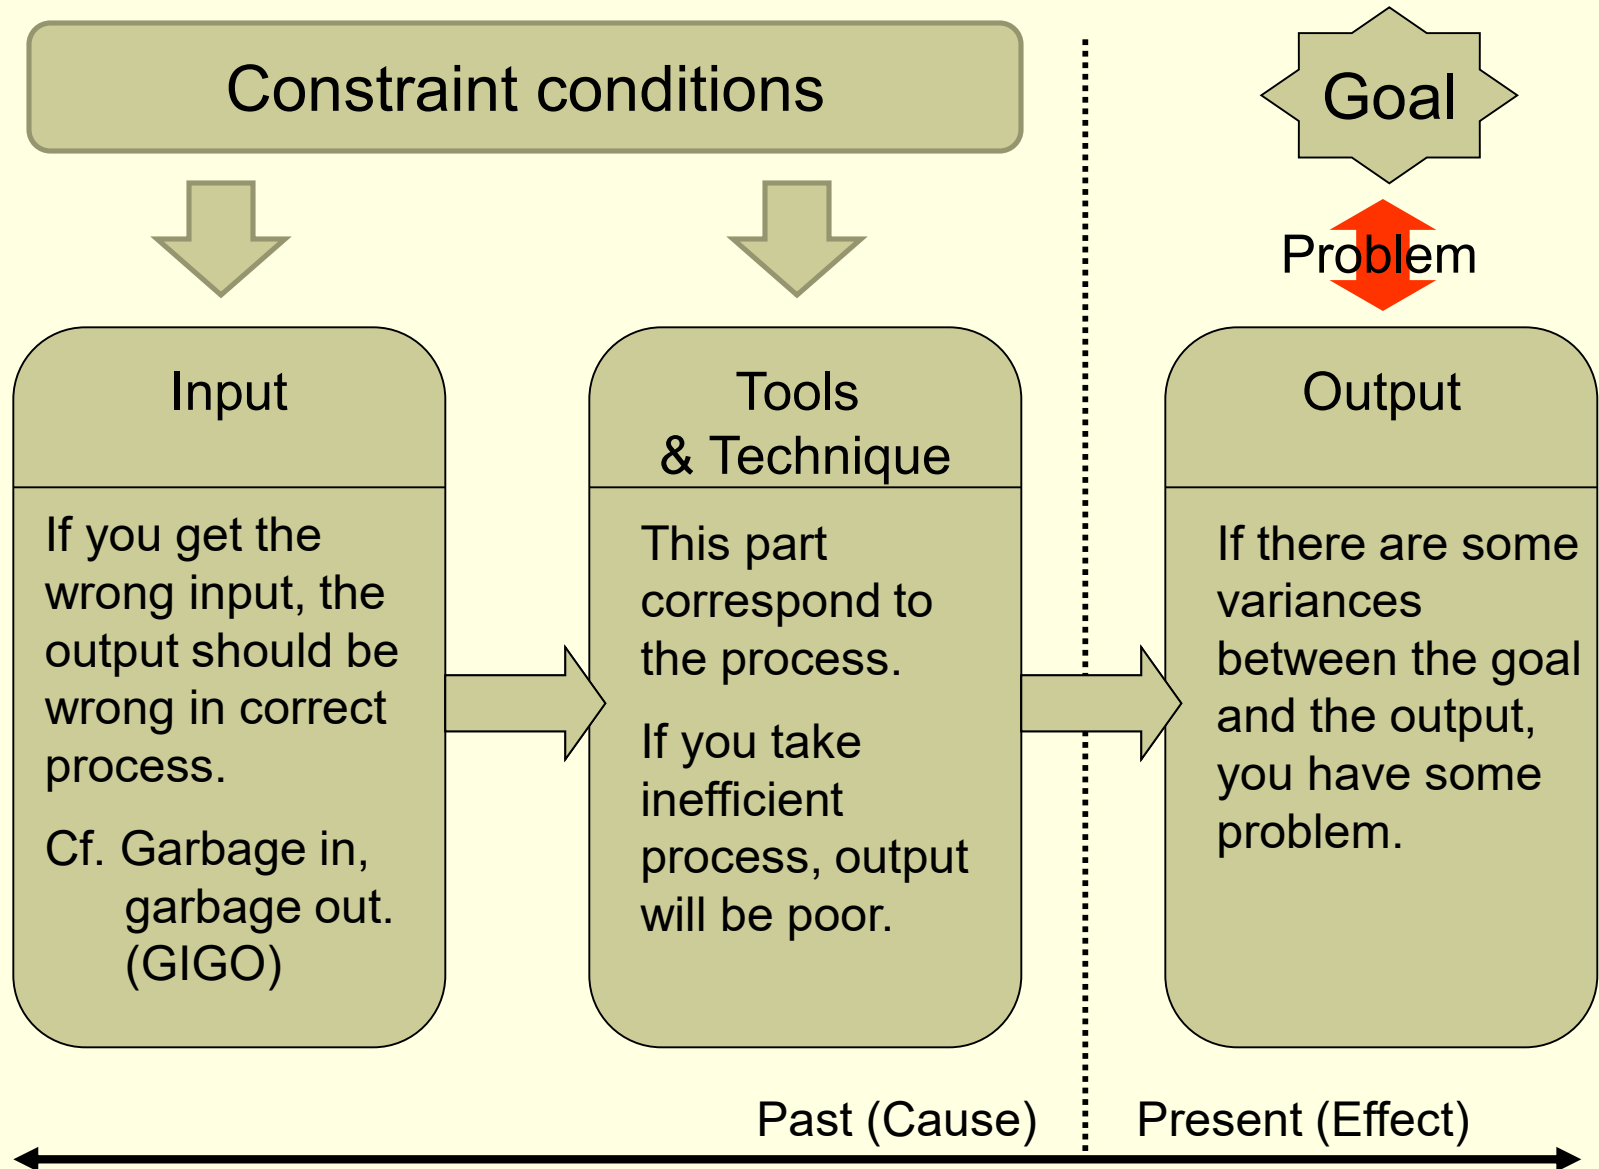 Constraint conditions
Goal
Problem
Input
If you get the
wrong input, the
output should be
wrong in correct
process.
Cf. Garbage in,
garbage out.
(GIGO)
Tools
& Technique
This part
correspond to
the process.
If you take
inefficient
process, output
will be poor.
Output
If there are some
variances
between the goal
and the output,
you have some
problem.
Past (Cause)
Present (Effect)